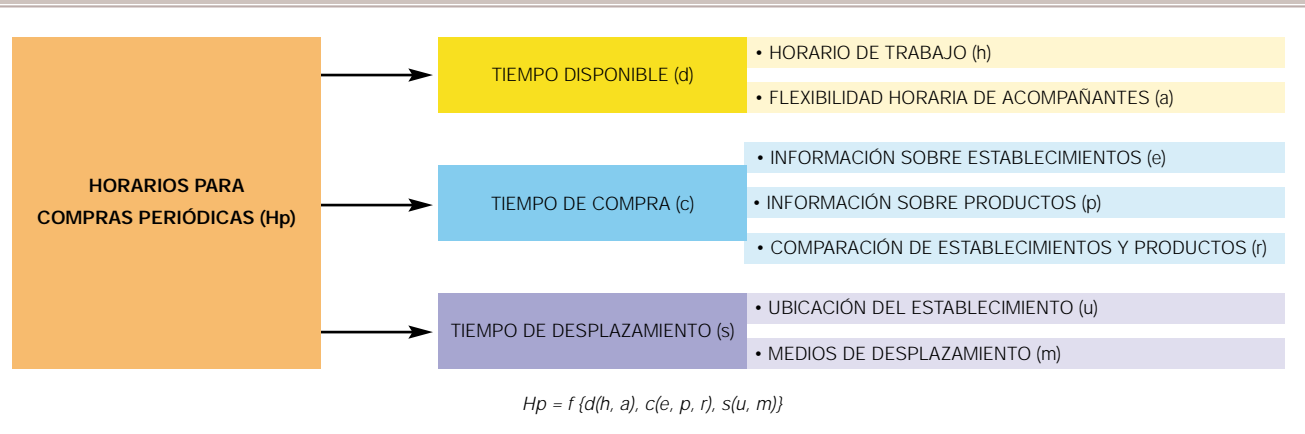 HORARIOS PARA
COMPRAS PERIÓDICAS (Hp)
TIEMPO DISPONIBLE (d)
• HORARIO DE TRABAJO (h)
• FLEXIBILIDAD HORARIA DE ACOMPAÑANTES (a)
TIEMPO DE COMPRA (c)
• INFORMACIÓN SOBRE ESTABLECIMIENTOS (e)
• INFORMACIÓN SOBRE PRODUCTOS (p)
• COMPARACIÓN DE ESTABLECIMIENTOS Y PRODUCTOS (r)
TIEMPO DE DESPLAZAMIENTO (s)
• UBICACIÓN DEL ESTABLECIMIENTO (u)
• MEDIOS DE DESPLAZAMIENTO (m)
Hp = f {d(h, a), c(e, p, r), s(u, m)}